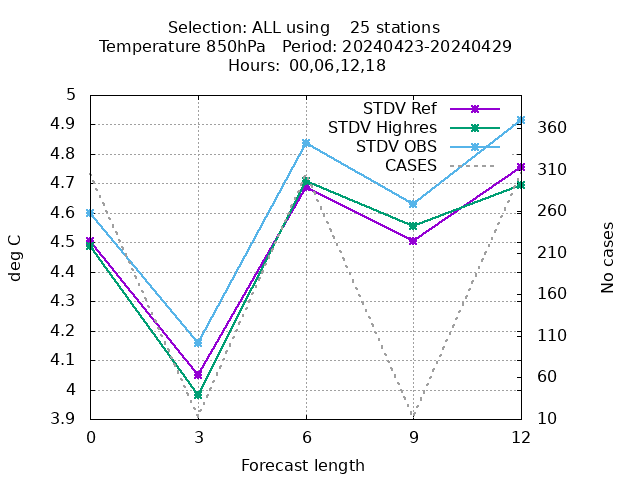 Selection: ALL using    25 stations
Temperature 850hPa   Period: 20240423-20240429
Hours: 00,06,12,18
STDV Ref
STDV Highres
STDV OBS
CASES
5
4.9
4.8
4.7
4.6
4.5
4.4
4.3
4.2
4.1
4
3.9
deg C
360
310
260
210
160
110
60
10
No cases
0 3 6 9 12
Forecast length